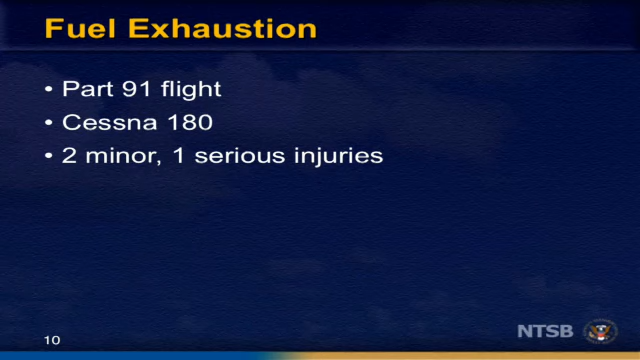 Fuel Exhaustion
• Part 91 flight
• Cessna 180
• 2 minor, 1 serious injuries
NTSB
10